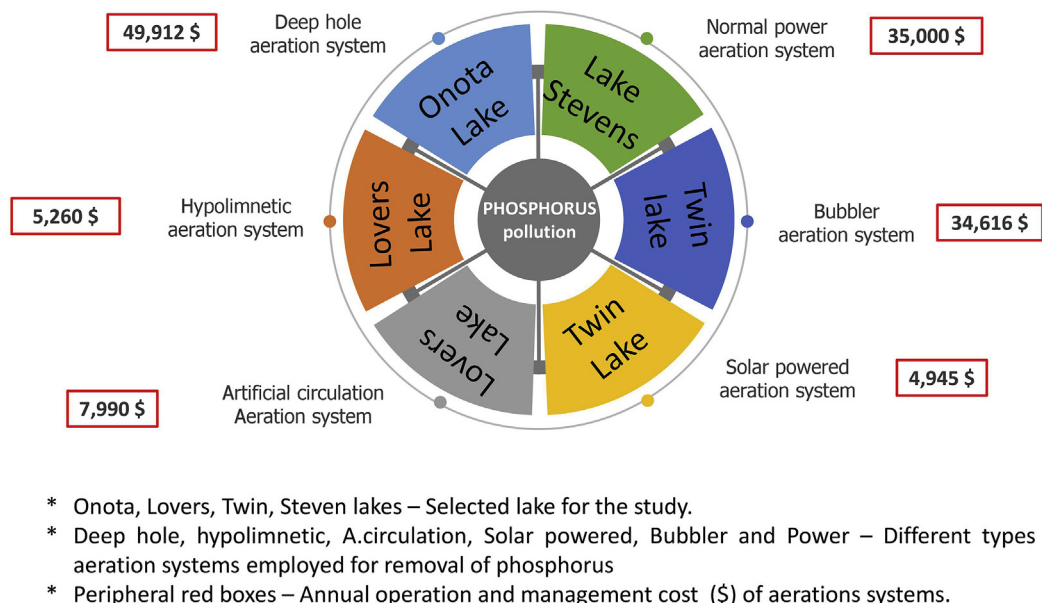 49,912 $
Deep hole
aeration system
Normal power
aeration system
35,000 $
Onota
Lake
Lake
Stevens
5,260 $
Hypolimnetic
aeration system
Lovers
Lake
PHOSPHORUS
pollution
Twin
lake
Bubbler
aeration system
34,616 $
7,990 $
Artificial circulation
Aeration system
Lovers
Lake
Twin
Lake
Solar powered
aeration system
4,945 $
* Onota, Lovers, Twin, Steven lakes – Selected lake for the study.
* Deep hole, hypolimnetic, A.circulation, Solar powered, Bubbler and Power – Different types
aeration systems employed for removal of phosphorus
* Peripheral red boxes – Annual operation and management cost ($) of aerations systems.